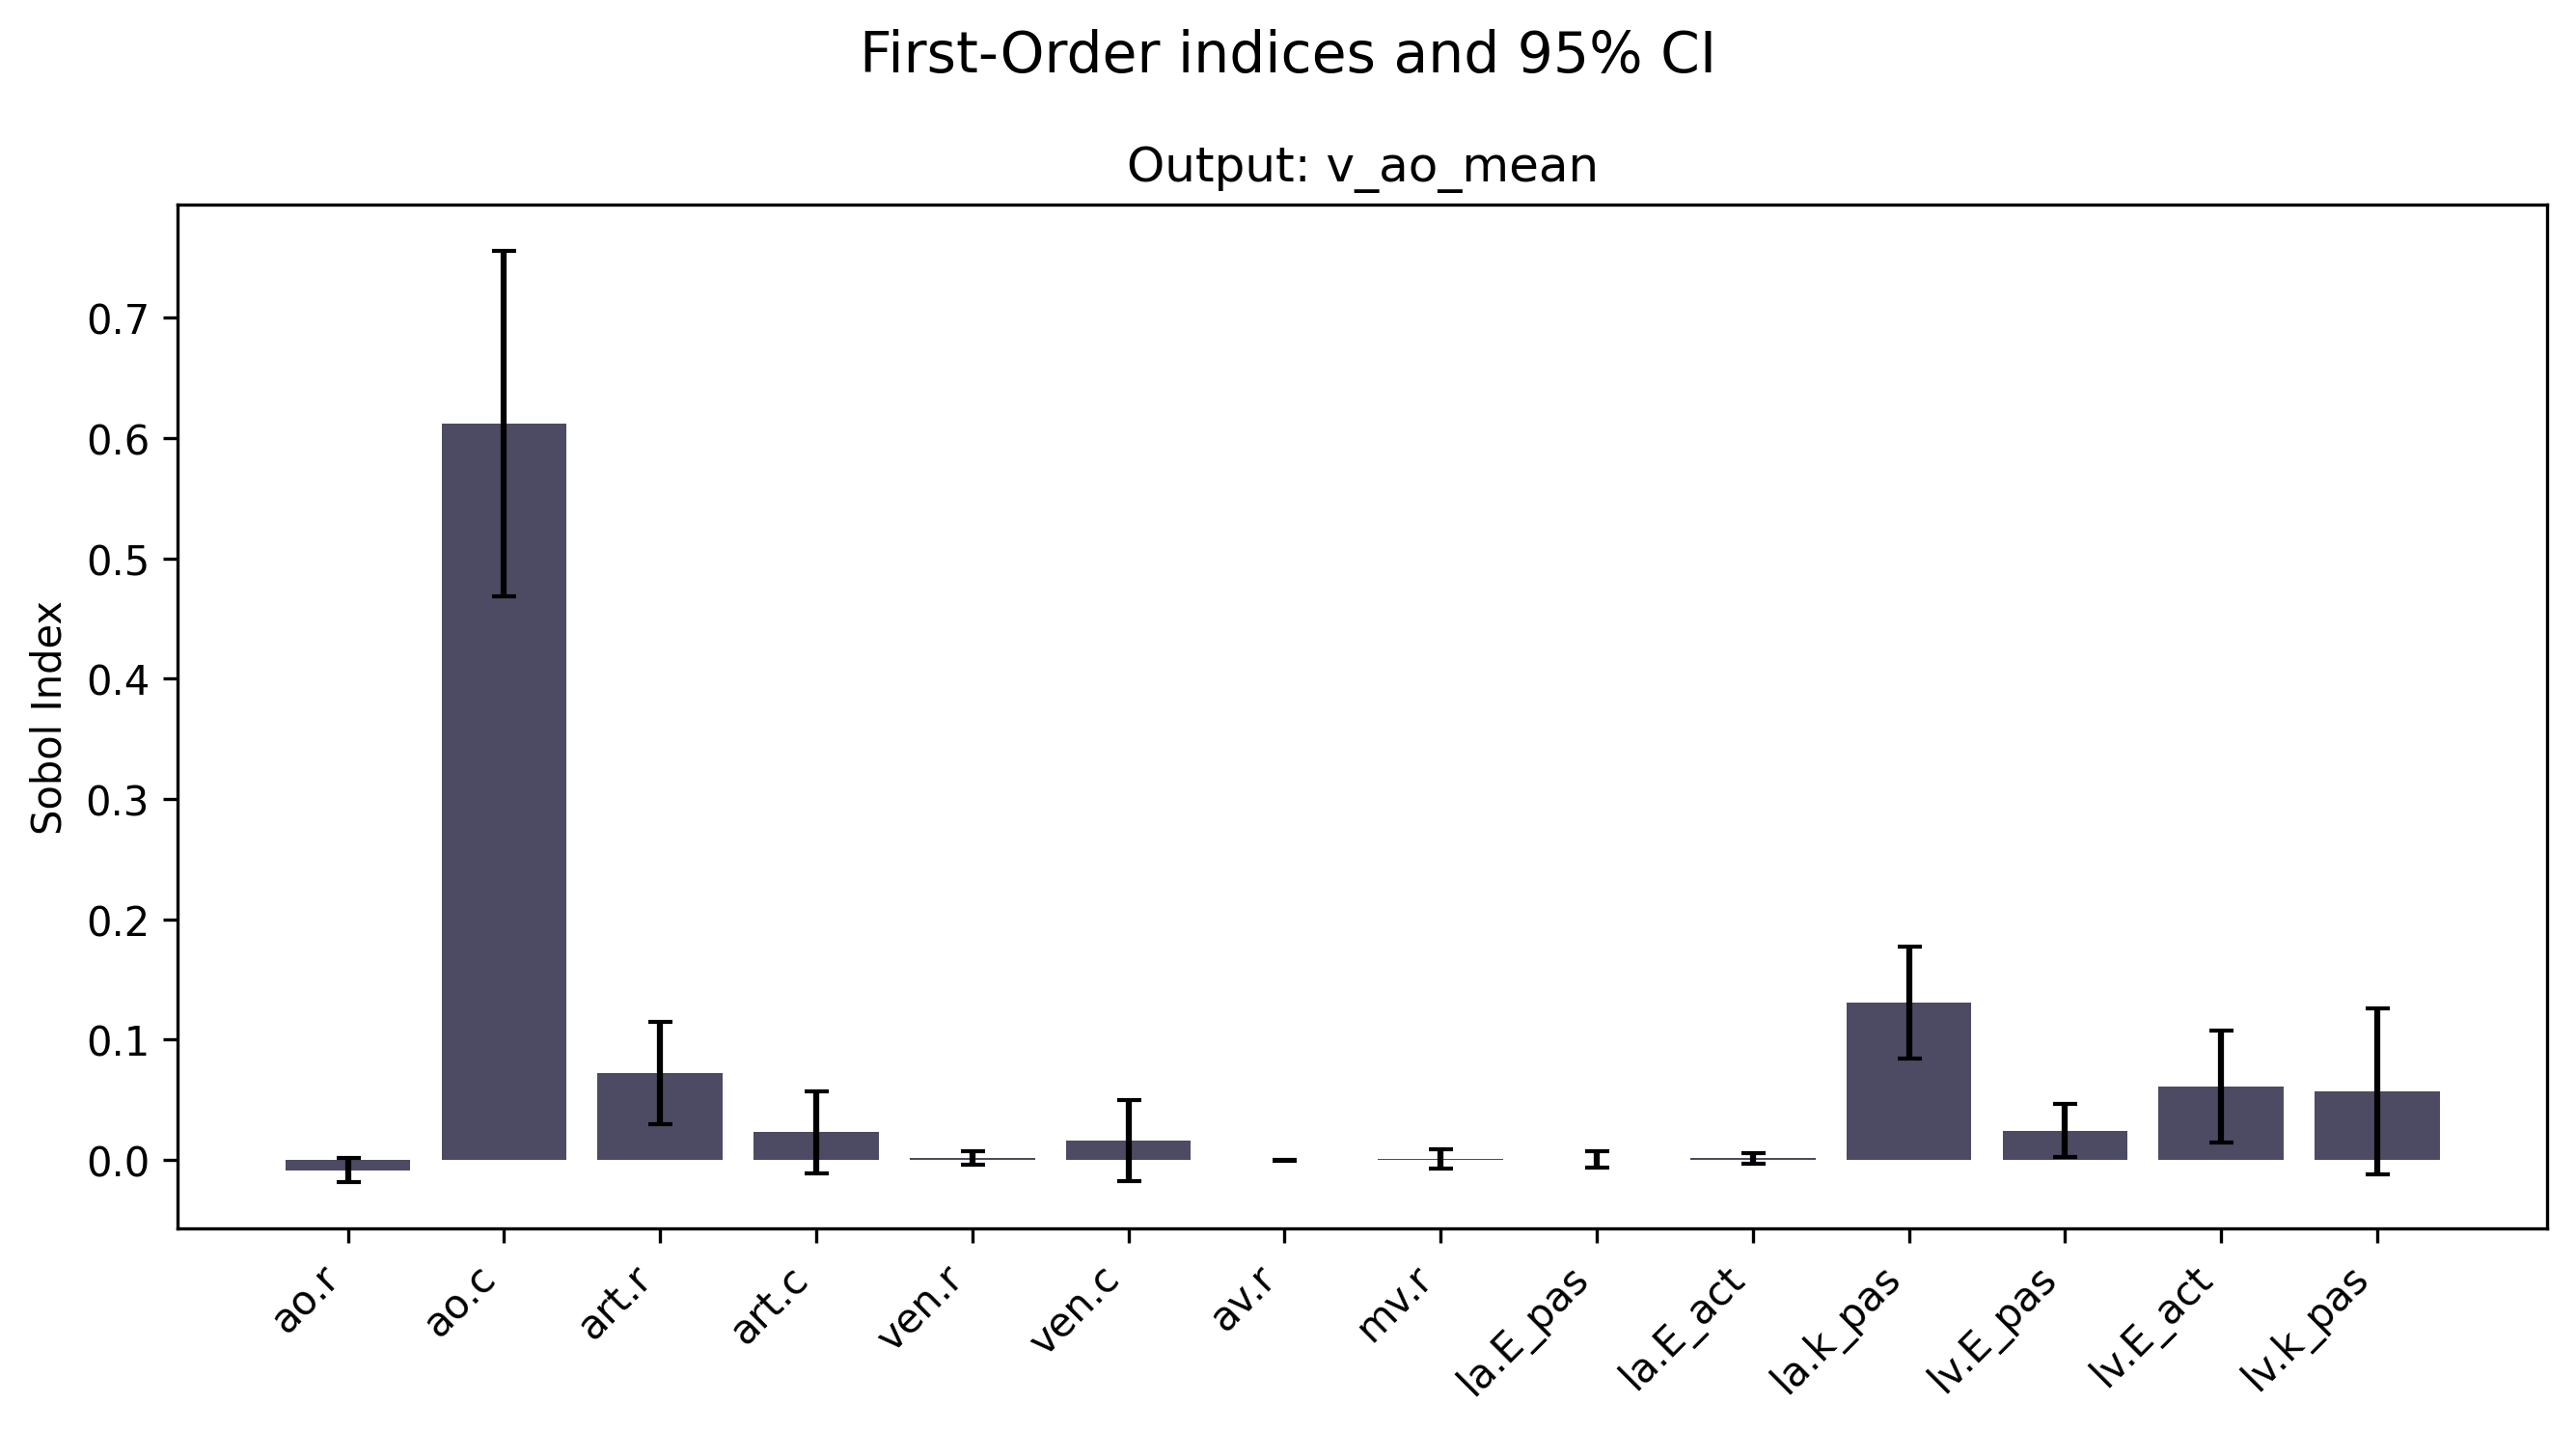 First-Order indices and 95% CI
Output: v_ao_mean
Sobol Index
0.7
0.6
0.5
0.4
0.3
0.2
0.1
0.0
ao.r
ao.c
art.r
art.c
ven.r
ven.c
av.r
mv.r
la.E_pas
la.E_act
la.k_pas
lv.E_pas
lv.E_act
lv.k_pas